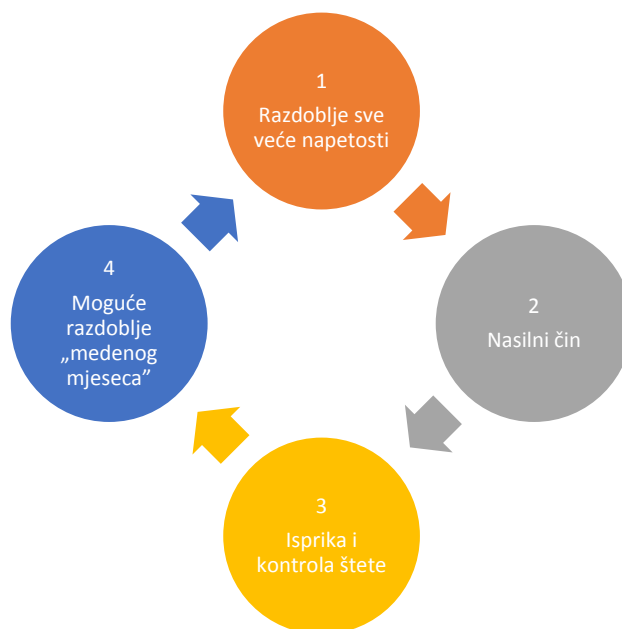 1
Razdoblje sve
veće napetosti
2
Nasilni čin
3
Isprika i
kontrola štete
4
Moguće
razdoblje
„medenog
mjeseca”